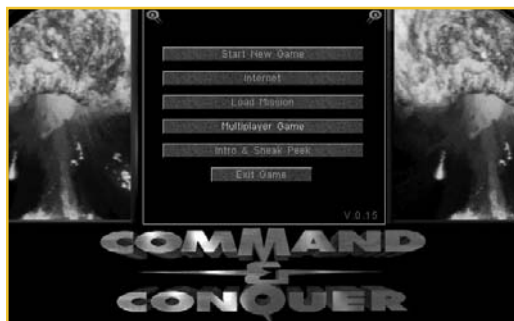 Start New Game
Internet
Load Mission
Multiplayer Game
Intro & Sneak Peek
Exit Game
V.0.15
COMMAND
&
CONQUER